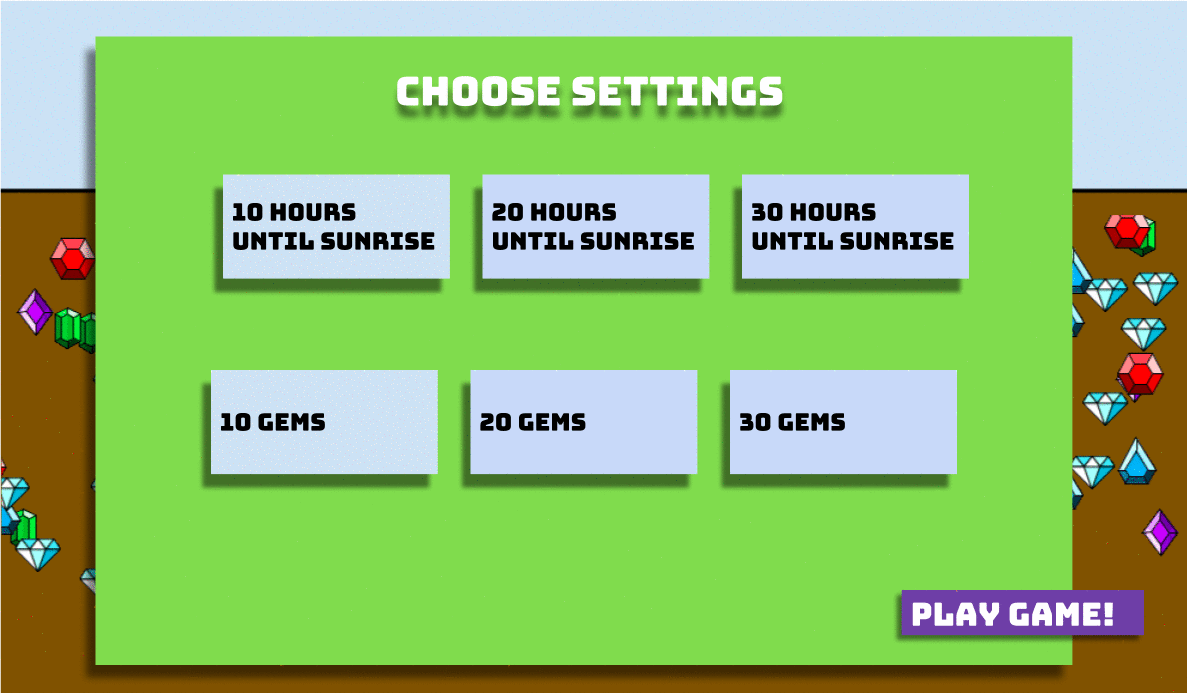 CHOOSE SETTINGS
10 HOURS
UNTIL SUNRISE
20 HOURS
UNTIL SUNRISE
30 HOURS
UNTIL SUNRISE
10 GEMS
20 GEMS
30 GEMS
PLAY GAME!